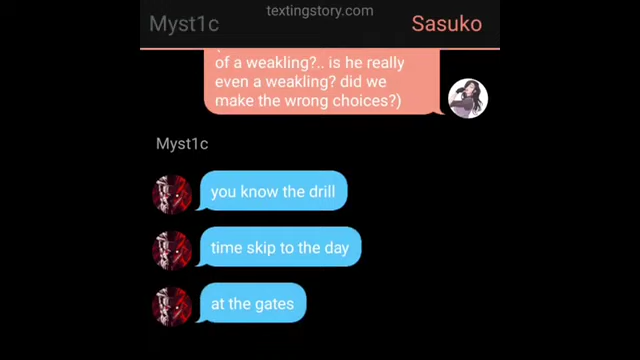 textingstory.com
Myst1c
Sasuko
of a weakling?.. is he really
even a weakling? did we
make the wrong choices?)
Myst1c
you know the drill
time skip to the day
at the gates